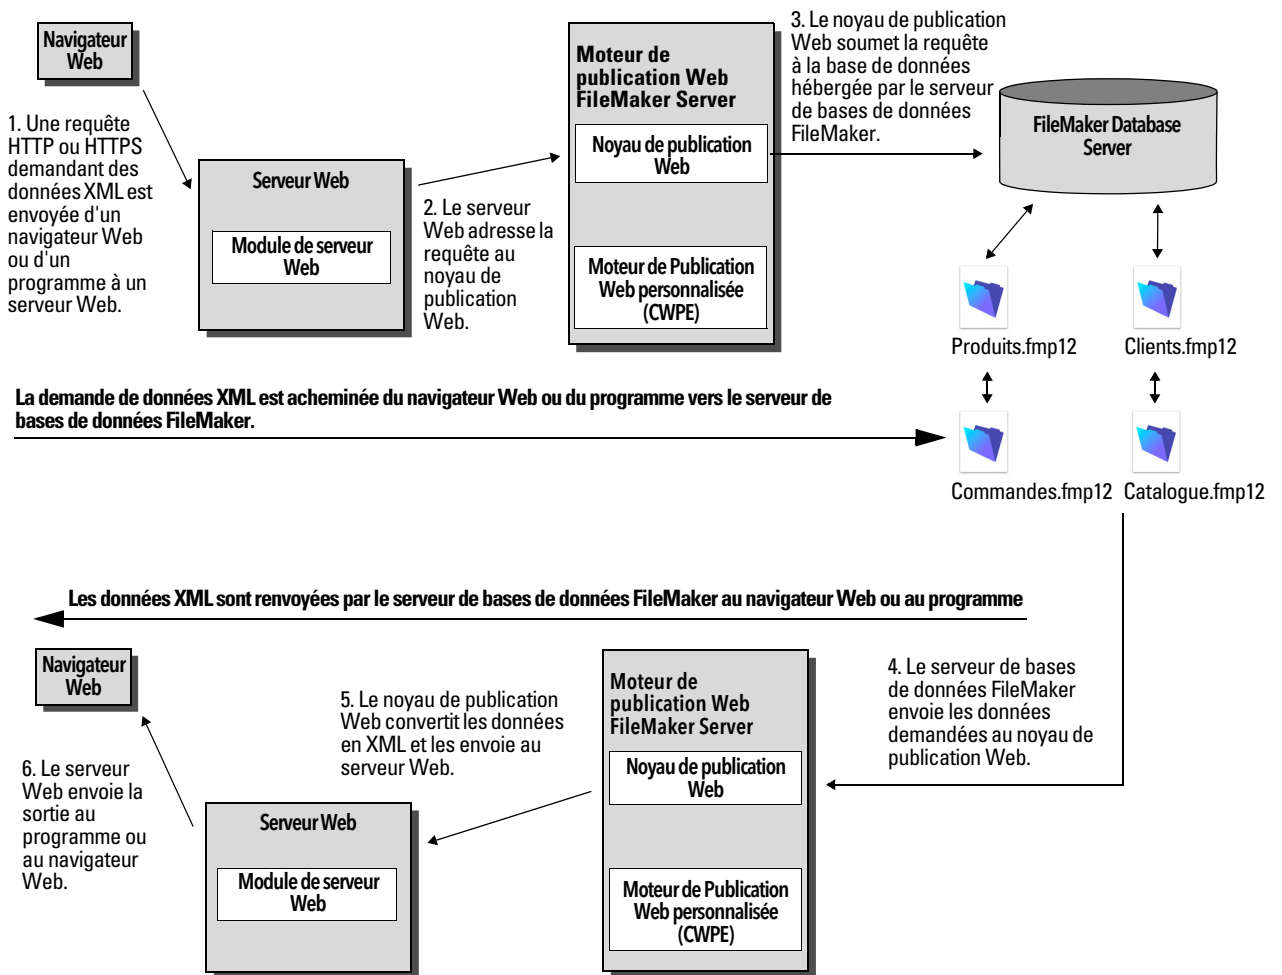 Navigateur
Web
1. Une requête
HTTP ou HTTPS
demandant des
données XML est
envoyée d'un
navigateur Web
ou d'un
programme à un
serveur Web.
Serveur Web
Module de serveur
Web
2. Le serveur
Web adresse la
requête au
noyau de
publication
Web.
Moteur de
publication Web
FileMaker Server
Noyau de publication
Web
Moteur de Publication
Web personnalisée
(CWPE)
3. Le noyau de publication
Web soumet la requête
à la base de données
hébergée par le serveur
de bases de données
FileMaker.
FileMaker Database
Server
Produits.fmp12
Clients.fmp12
Commandes.fmp12
Catalogue.fmp12
La demande de données XML est acheminée du navigateur Web ou du programme vers le serveur de
bases de données FileMaker.
Les données XML sont renvoyées par le serveur de bases de données FileMaker au navigateur Web ou au programme
4. Le serveur de bases
de données FileMaker
envoie les données
demandées au noyau de
publication Web.
Moteur de
publication Web
FileMaker Server
Noyau de publication
Web
Moteur de Publication
Web personnalisée
(CWPE)
5. Le noyau de publication
Web convertit les données
en XML et les envoie au
serveur Web.
Serveur Web
Module de serveur
Web
Navigateur
Web
6. Le serveur
Web envoie la
sortie au
programme ou
au navigateur
Web.